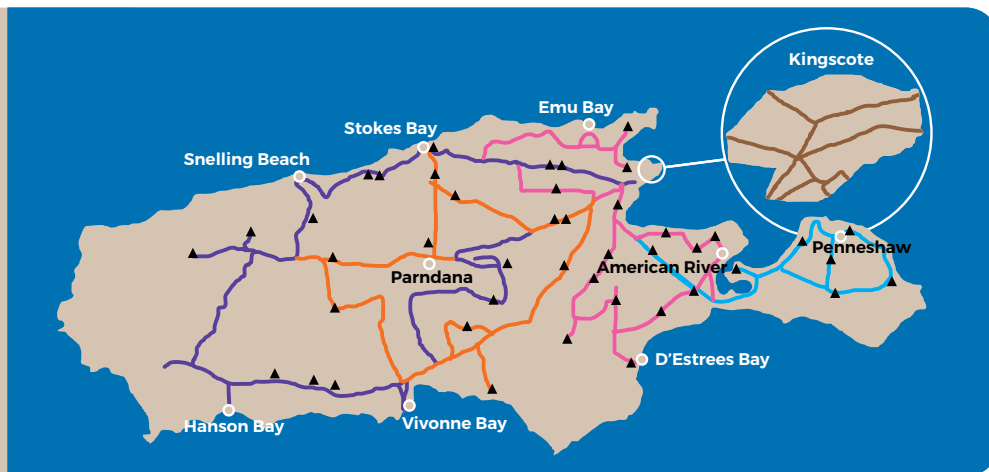 Kingscote
Emu Bay
Stokes Bay
Snelling Beach
Penneshaw
American River
Parndana
D'Estrees Bay
Hanson Bay
Vivonne Bay